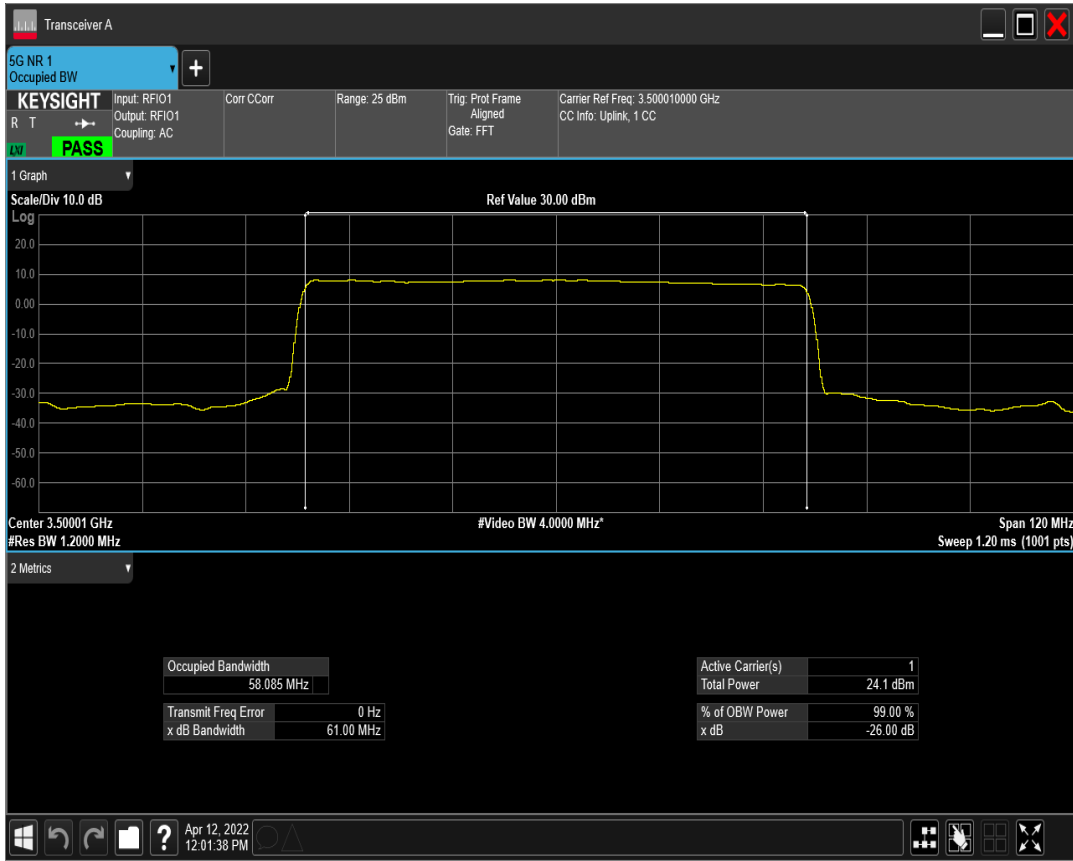 Transceiver A
5G NR 1
Occupied BW
KEYSIGHT
R T
LXI
PASS
Input: RFIO1
Output: RFIO1
Coupling: AC
Corr CCorr
Range: 25 dBm
Trig: Prot Frame
Aligned
Gate: FFT
Carrier Ref Freq: 3.500010000 GHz
CC Info: Uplink, 1 CC
1 Graph
Scale/Div 10.0 dB
Ref Value 30.00 dBm
Log
20.0
10.0
0.00
-10.0
-20.0
-30.0
-40.0
-50.0
-60.0
Center 3.50001 GHz
#Video BW 4.0000 MHz*
Span 120 MHz
#Res BW 1.2000 MHz
Sweep 1.20 ms (1001 pts)
2 Metrics
Occupied Bandwidth
58.085 MHz
Transmit Freq Error 0 Hz
x dB Bandwidth 61.00 MHz
Active Carrier(s) 1
Total Power 24.1 dBm
% of OBW Power 99.00 %
x dB -26.00 dB
?
Apr 12, 2022
12:01:38 PM